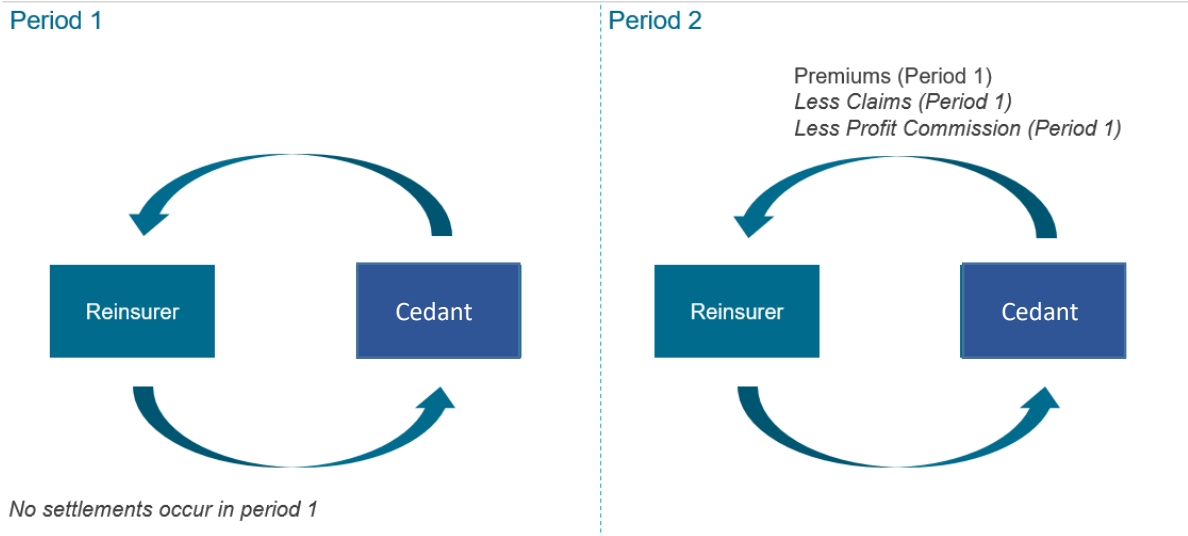 Period 1
Reinsurer
Cedant
No settlements occur in period 1
Period 2
Premiums (Period 1)
Less Claims (Period 1)
Less Profit Commission (Period 1)
Reinsurer
Cedant